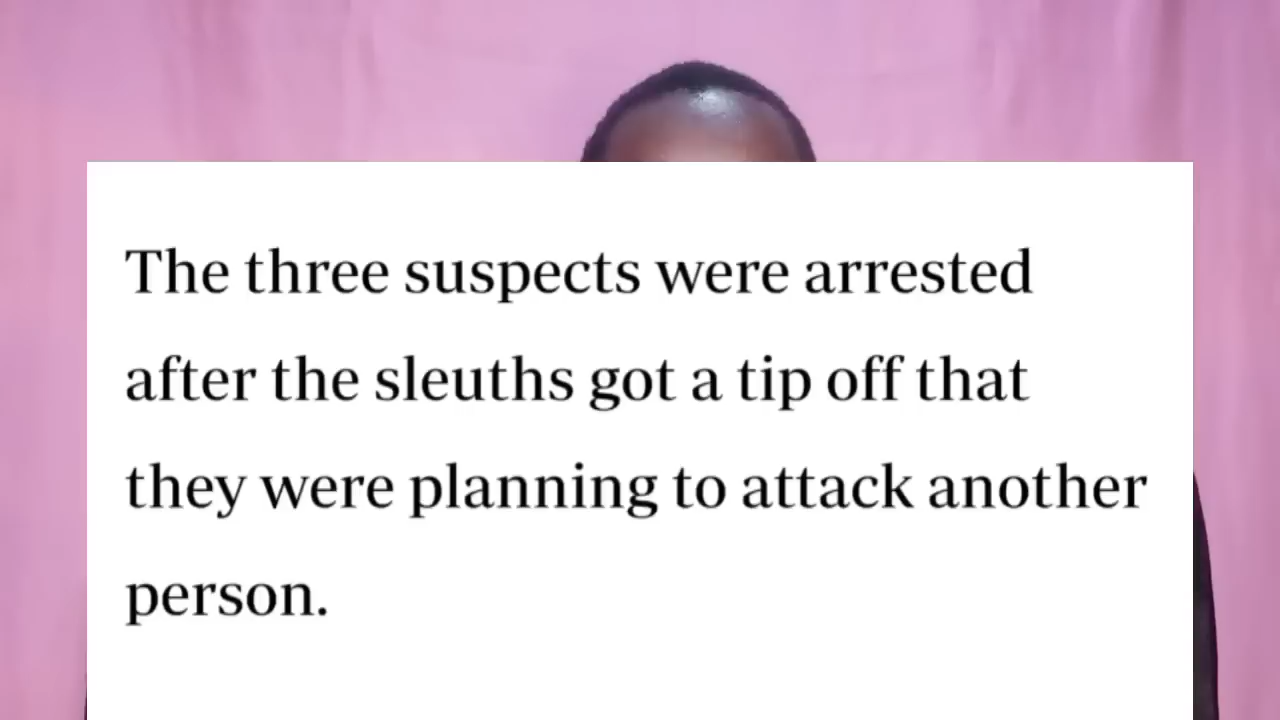 The three suspects were arrested
after the sleuths got a tip off that
they were planning to attack another
person.